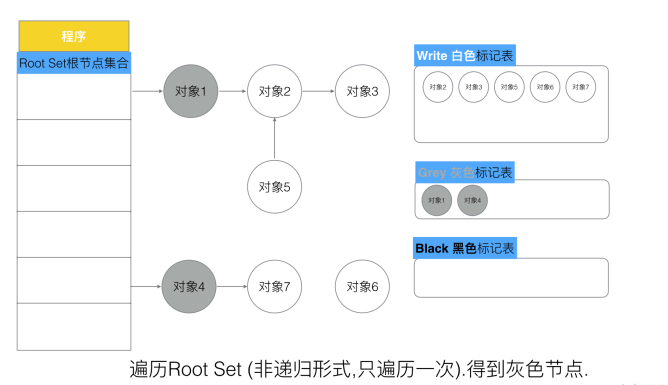 程序
Root Set根节点集合
对象1
对象2
对象3
对象5
对象4
对象7
对象6
Write 白色标记表
对象2 对象3 对象5 对象6 对象7
Grey 灰色标记表
对象1 对象4
Black 黑色标记表
遍历Root Set (非递归形式,只遍历一次).得到灰色节点.